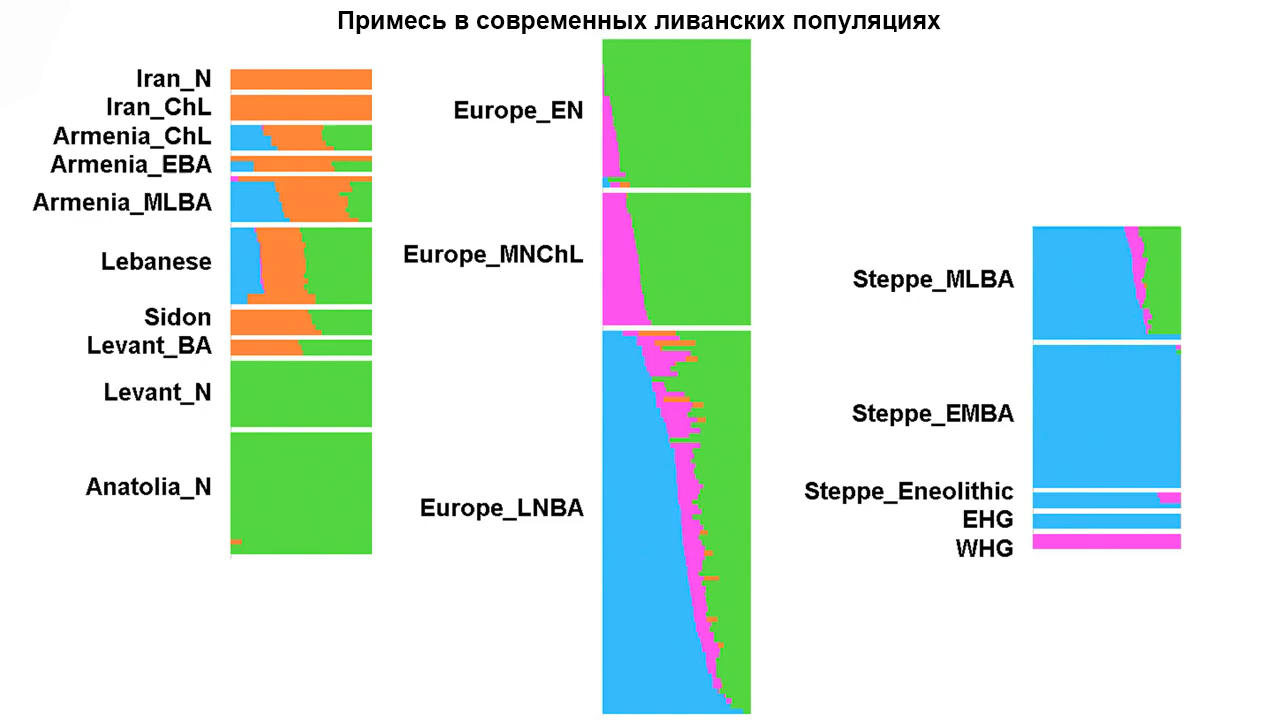 Примесь в современных ливанских популяциях
Iran_N
Iran_ChL
Armenia_ChL
Armenia_EBA
Armenia_MLBA
Lebanese
Sidon
Levant_BA
Levant_N
Anatolia_N
Europe_EN
Europe_MNChL
Europe_LNBA
Steppe_MLBA
Steppe_EMBA
Steppe_Eneolithic
EHG
WHG